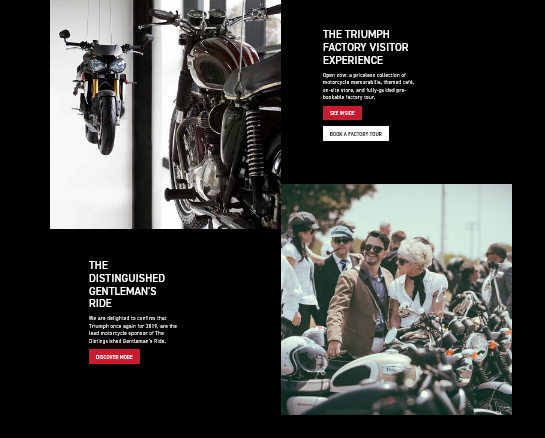 THE TRIUMPH
FACTORY VISITOR
EXPERIENCE
Open now: a priceless collection of
motorcycle memorabilia, themed café,
on-site store, and fully-guided pre-
bookable factory tour.
SEE INSIDE
BOOK A FACTORY TOUR
THE
DISTINGUISHED
GENTLEMAN'S
RIDE
We are delighted to confirm that
Triumph once again for 2019, are the
lead motorcycle sponsor of The
Distinguished Gentleman's Ride.
DISCOVER MORE